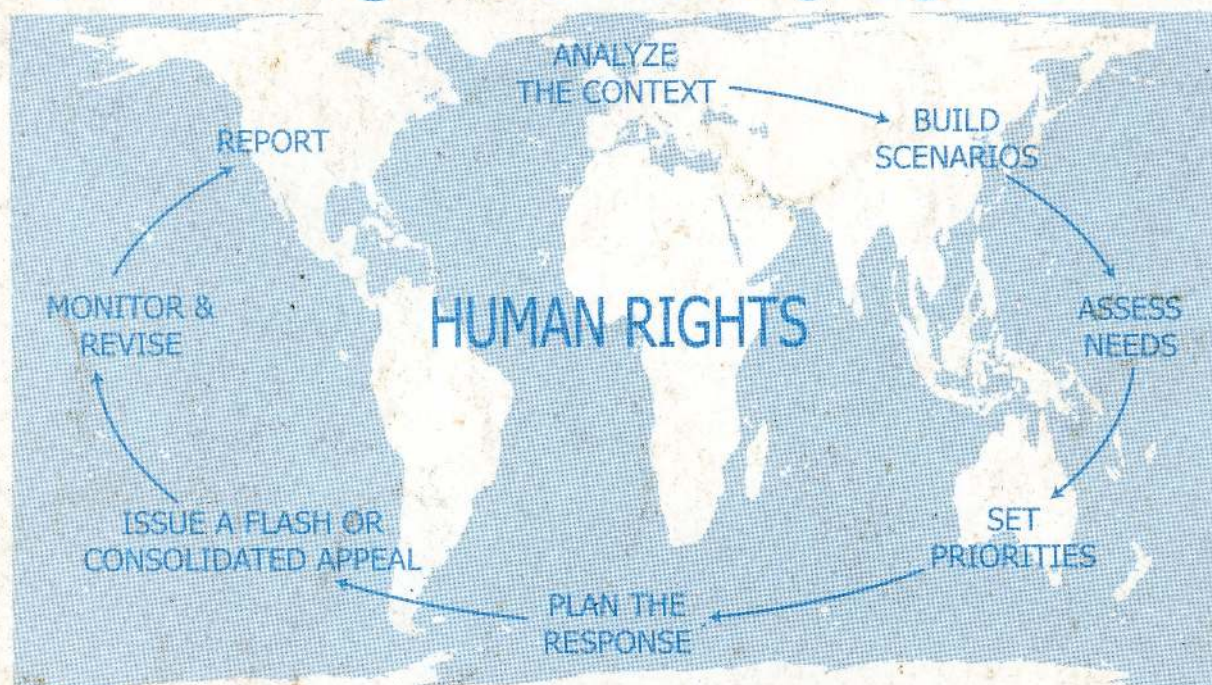 ANALYZE
THE CONTEXT
BUILD
SCENARIOS
ASSESS
NEEDS
SET
PRIORITIES
PLAN THE
RESPONSE
ISSUE A FLASH OR
CONSOLIDATED APPEAL
MONITOR &
REVISE
REPORT
HUMAN RIGHTS